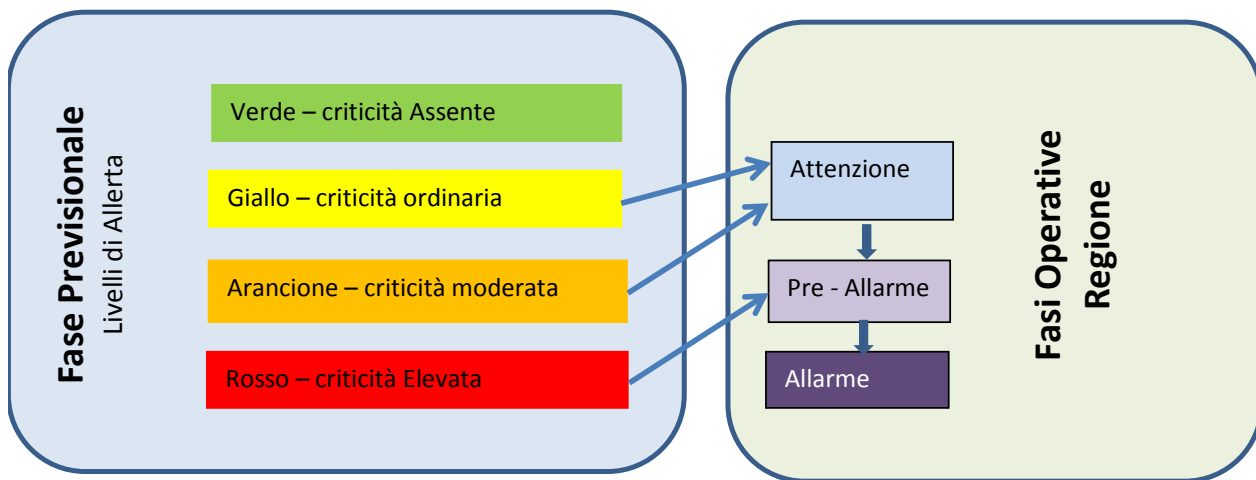 Fase Previsionale
Livelli di Allerta
Verde – criticità Assente
Giallo – criticità ordinaria
Arancione – criticità moderata
Rosso – criticità Elevata
Attenzione
Pre - Allarme
Allarme
Fasi Operative
Regione